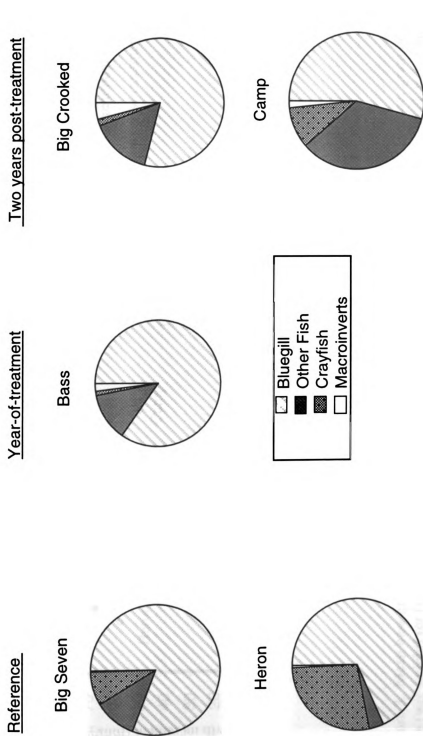 Reference
Year-of-treatment
Two years post-treatment
Big Seven
Bass
Big Crooked
Heron
Camp
Bluegill
Other Fish
Crayfish
Macroinverts